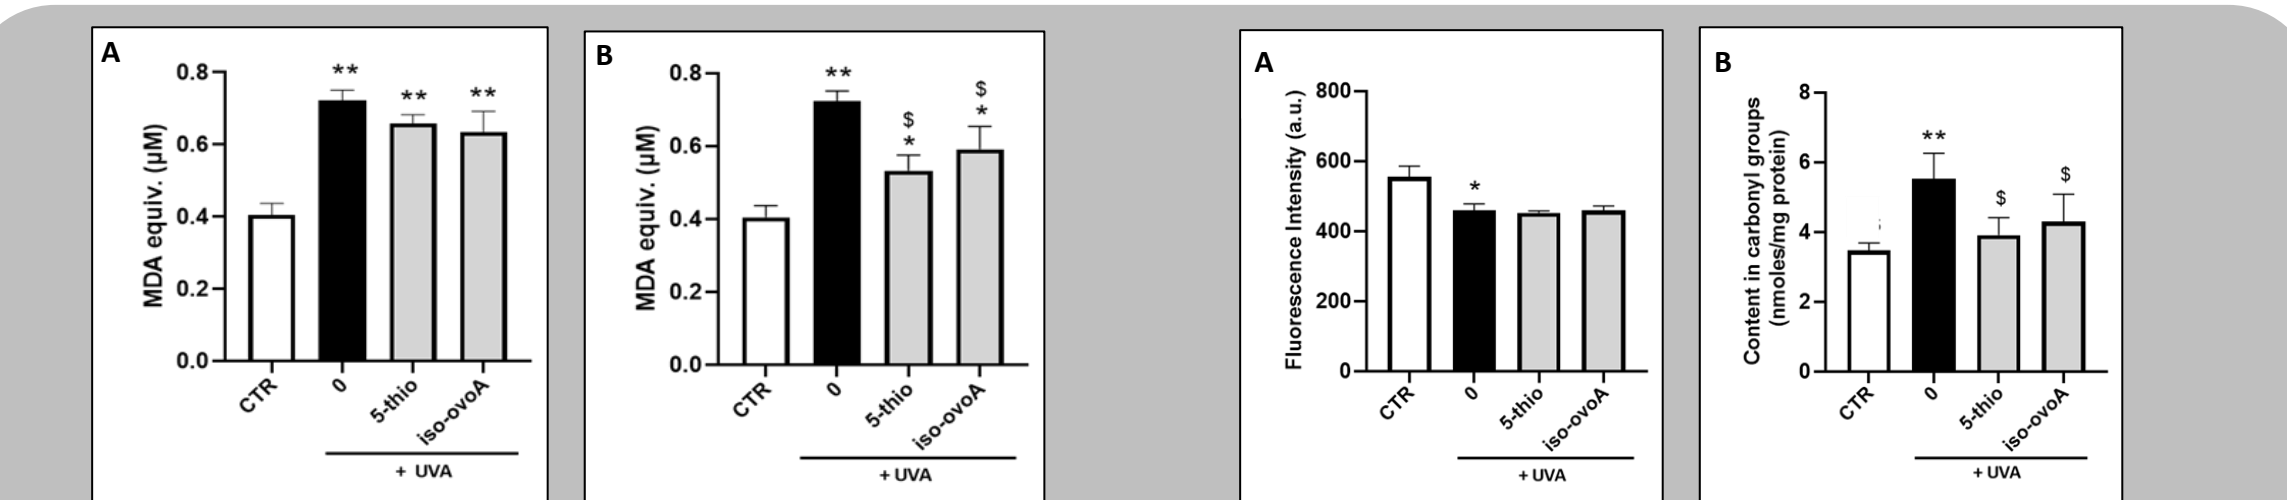 A
MDA equiv. (µM)
0.8
0.6
0.4
0.2
0.0
**
**
**
CTR
0
5-thio
iso-ovoA
+ UVA
B
MDA equiv. (µM)
0.8
0.6
0.4
0.2
0.0
**
$
*
$
*
CTR
0
5-thio
iso-ovoA
+ UVA
A
Fluorescence Intensity (a.u.)
800
600
400
200
0
*
CTR
0
5-thio
iso-ovoA
+ UVA
B
Content in carbonyl groups
(nmoles/mg protein)
8
6
4
2
0
**
$
$
CTR
0
5-thio
iso-ovoA
+ UVA